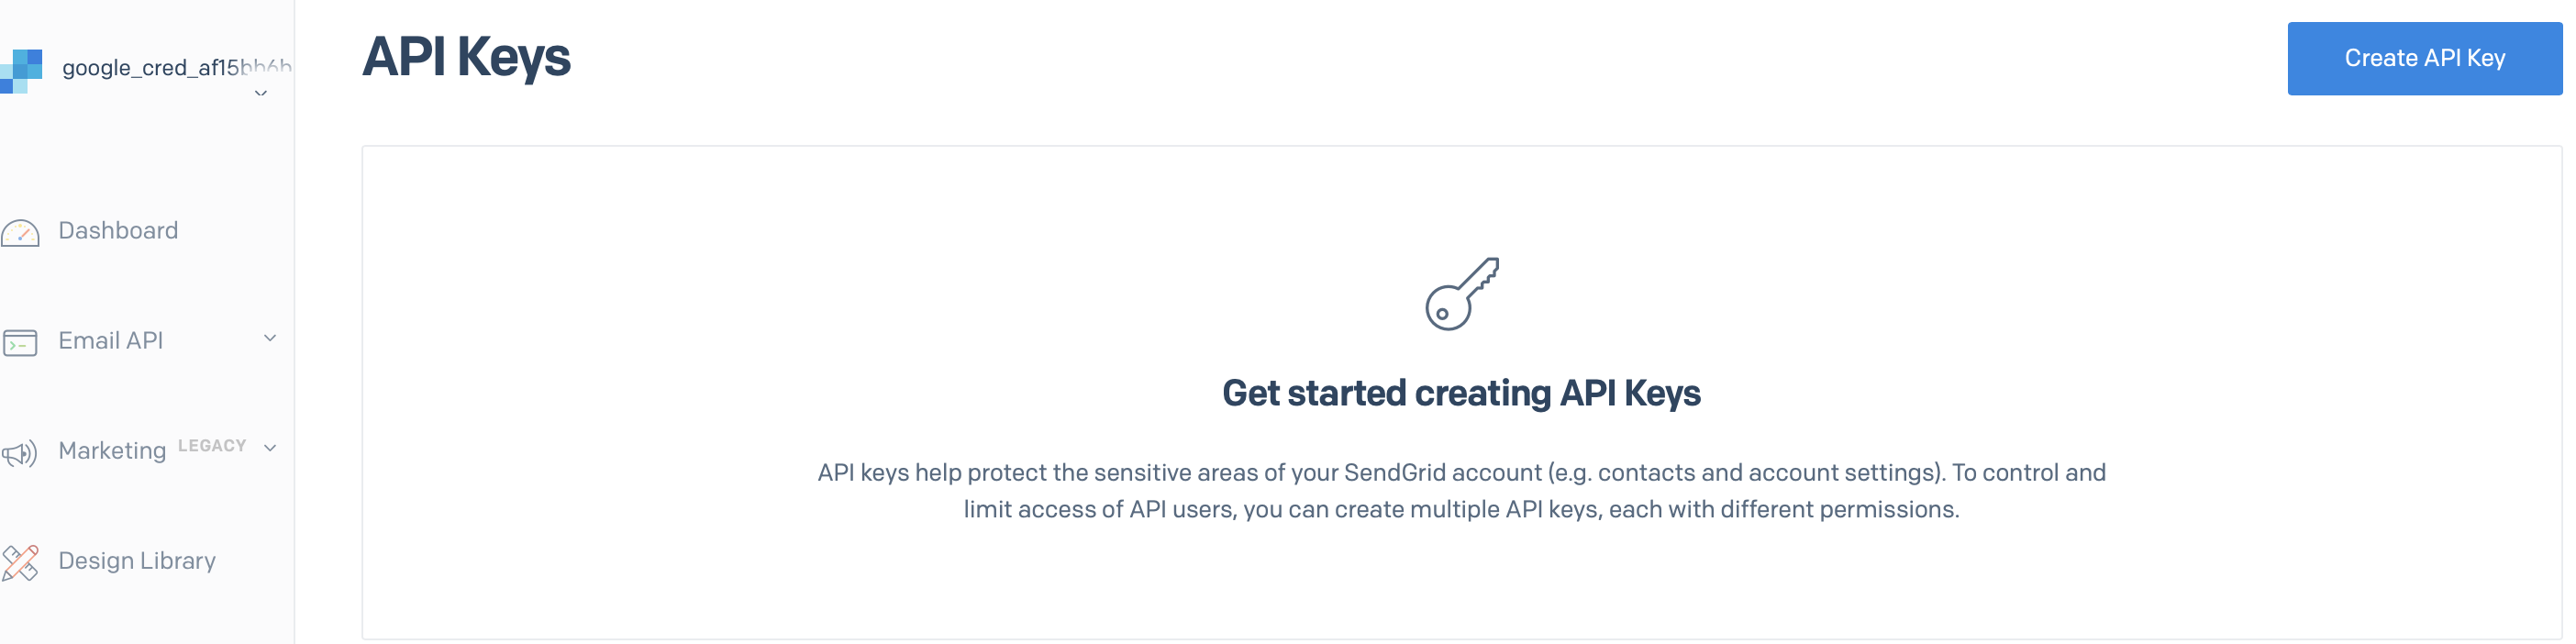 google_cred_af15bb6b
API Keys
Create API Key
Dashboard
Email API
Marketing LEGACY
Design Library
Get started creating API Keys
API keys help protect the sensitive areas of your SendGrid account (e.g. contacts and account settings). To control and
limit access of API users, you can create multiple API keys, each with different permissions.